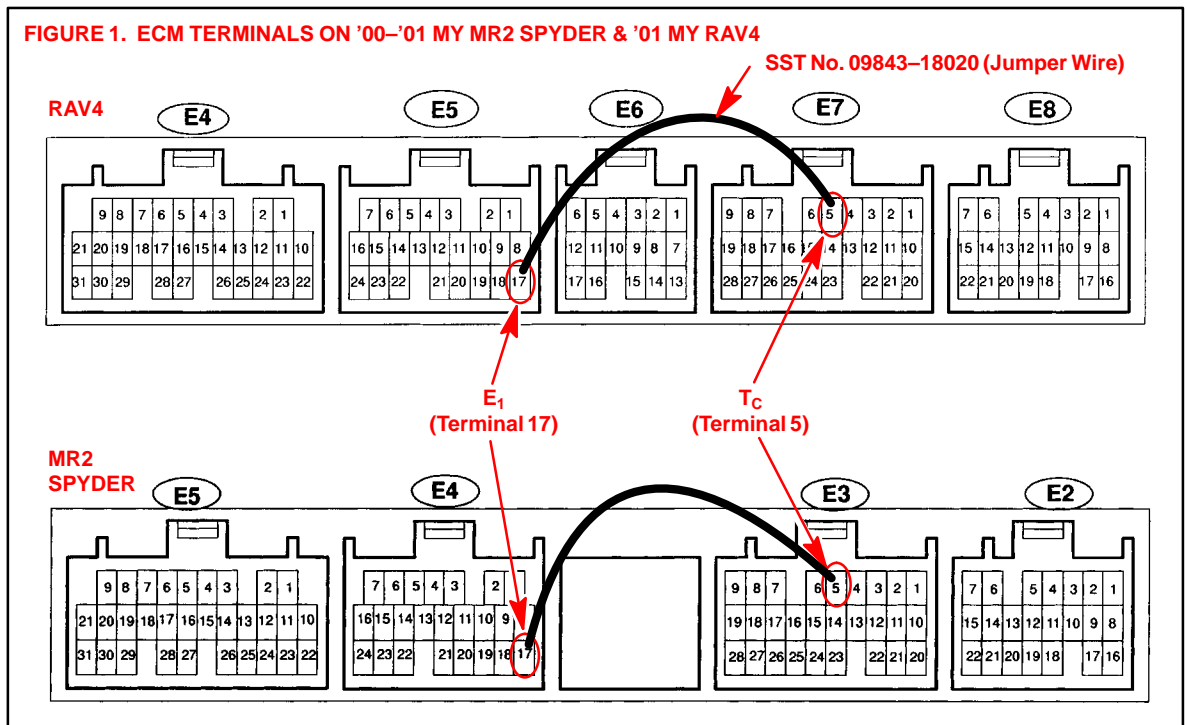 FIGURE 1. ECM TERMINALS ON '00–'01 MY MR2 SPYDER & '01 MY RAV4
SST No. 09843–18020 (Jumper Wire)
RAV4
E4 E5 E6 E7 E8
9 8 7 6 5 4 3 2 1 7 6 5 4 3 2 1 6 5 4 3 2 1 9 8 7 6 5 4 3 2 1 7 6 5 4 3 2 1
21 20 19 18 17 16 15 14 13 12 11 10 16 15 14 13 12 11 10 9 8 12 11 10 9 8 7 19 18 17 16 14 13 12 11 10 15 14 13 12 11 10 9 8
31 30 29 28 27 26 25 24 23 22 24 23 22 21 20 19 18 17 17 16 15 14 13 28 27 26 25 24 23 22 21 20 22 21 20 19 18 17 16
E1 TC
(Terminal 17) (Terminal 5)
MR2
SPYDER
E5 E4 E3 E2
9 8 7 6 5 4 3 2 1 7 6 5 4 3 2 9 8 7 6 5 4 3 2 1 7 6 5 4 3 2 1
21 20 19 18 17 16 15 14 13 12 11 10 16 15 14 13 12 11 10 9 19 18 17 16 15 14 13 12 11 10 15 14 13 12 11 10 9 8
31 30 29 28 27 26 25 24 23 22 24 23 22 21 20 19 18 17 28 27 26 25 24 23 22 21 20 22 21 20 19 18 17 16